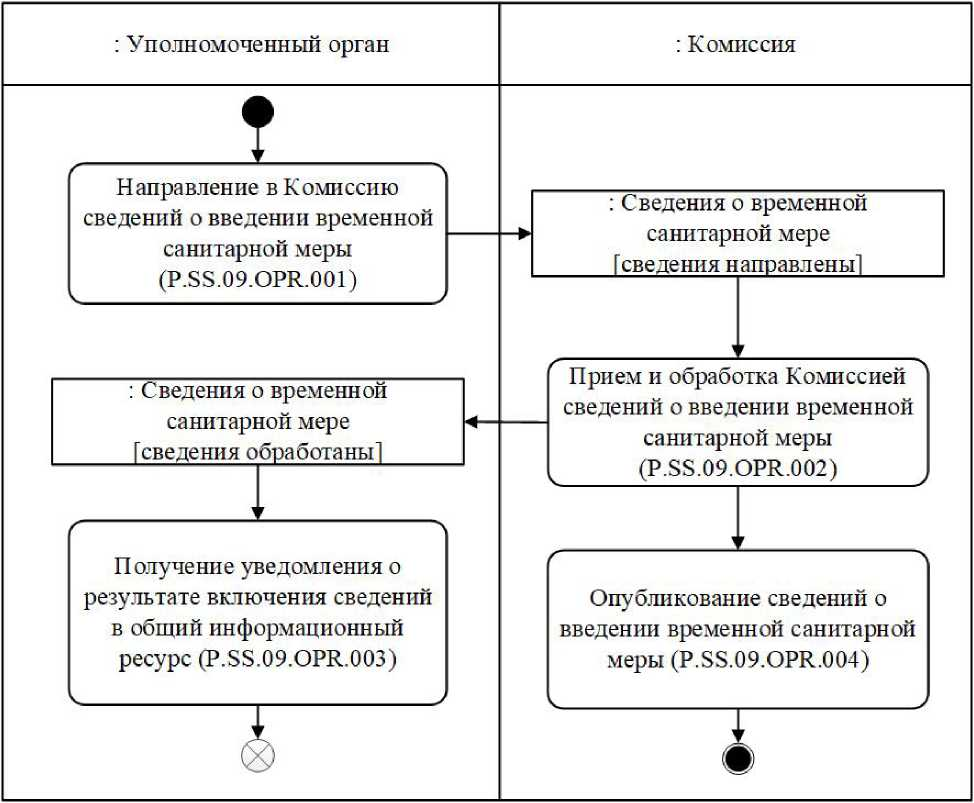 : Уполномоченный орган
: Комиссия
Направление в Комиссию
сведений о введении временной
санитарной меры
(P.SS.09.OPR.001)
: Сведения о временной
санитарной мере
[сведения направлены]
Прием и обработка Комиссией
сведений о введении временной
санитарной меры
(P.SS.09.OPR.002)
: Сведения о временной
санитарной мере
[сведения обработаны]
Получение уведомления о
результате включения сведений
в общий информационный
ресурс (P.SS.09.OPR.003)
Опубликование сведений о
введении временной санитарной
меры (P.SS.09.OPR.004)